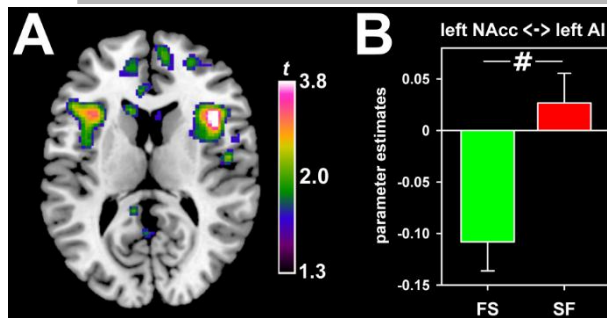 A
t
3.8
2.0
1.3
B
left NAcc <-> left AI
#
parameter estimates
0.05
0
-0.05
-0.10
-0.15
FS SF